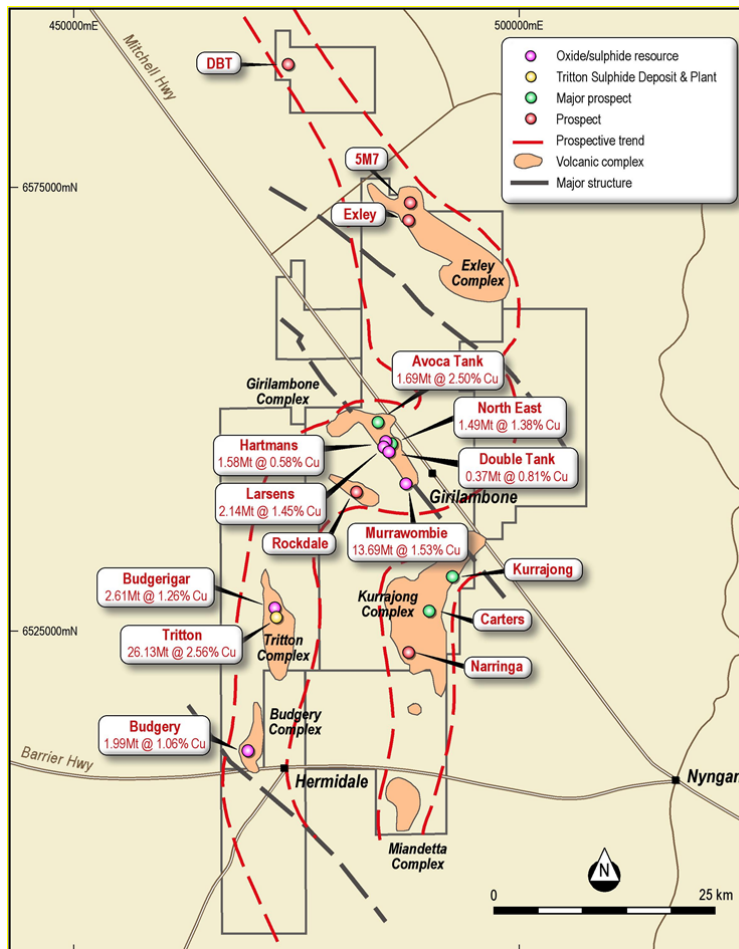 450000mE
500000mE
Mitchell Hwy
DBT
Oxide/sulphide resource
Tritton Sulphide Deposit & Plant
Major prospect
Prospect
Prospective trend
Volcanic complex
Major structure
5M7
6575000mN
Exley
Exley
Complex
Avoca Tank
1.69Mt @ 2.50% Cu
Girilambone
Complex
North East
1.49Mt @ 1.38% Cu
Hartmans
1.58Mt @ 0.58% Cu
Double Tank
0.37Mt @ 0.81% Cu
Larsens
2.14Mt @ 1.45% Cu
Girilambone
Rockdale
Murrawombie
13.69Mt @ 1.53% Cu
Kurrajong
Budgerigar
2.61Mt @ 1.26% Cu
Kurrajong
Complex
Carters
6525000mN
Tritton
26.13Mt @ 2.56% Cu
Tritton
Complex
Narringa
Budgery
Complex
Budgery
1.99Mt @ 1.06% Cu
Barrier Hwy
Hermidale
Nyngan
Miandetta
Complex
N
0
25 km